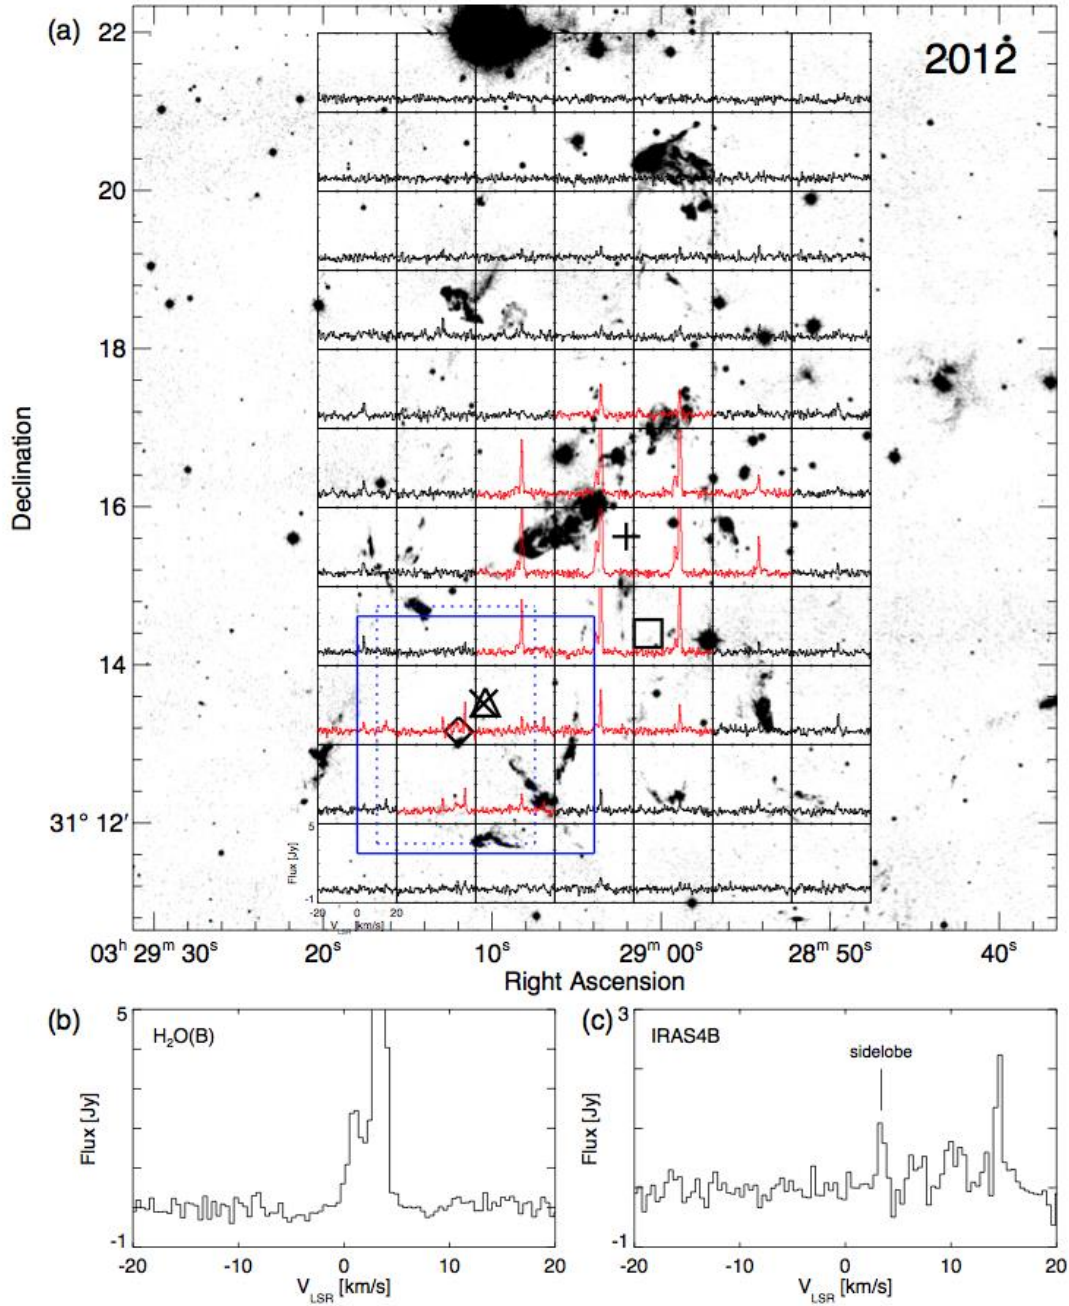 (a)
2012
22
20
18
16
14
31° 12′
Declination
5
Flux [Jy]
-1
-20 0 20
V_LSR [km/s]
03ʰ 29ᵐ 30ˢ 20ˢ 10ˢ 29ᵐ 00ˢ 28ᵐ 50ˢ 40ˢ
Right Ascension
(b)
H₂O(B)
5
Flux [Jy]
-1
-20 -10 0 10 20
V_LSR [km/s]
(c)
IRAS4B
sidelobe
3
Flux [Jy]
-1
-20 -10 0 10 20
V_LSR [km/s]